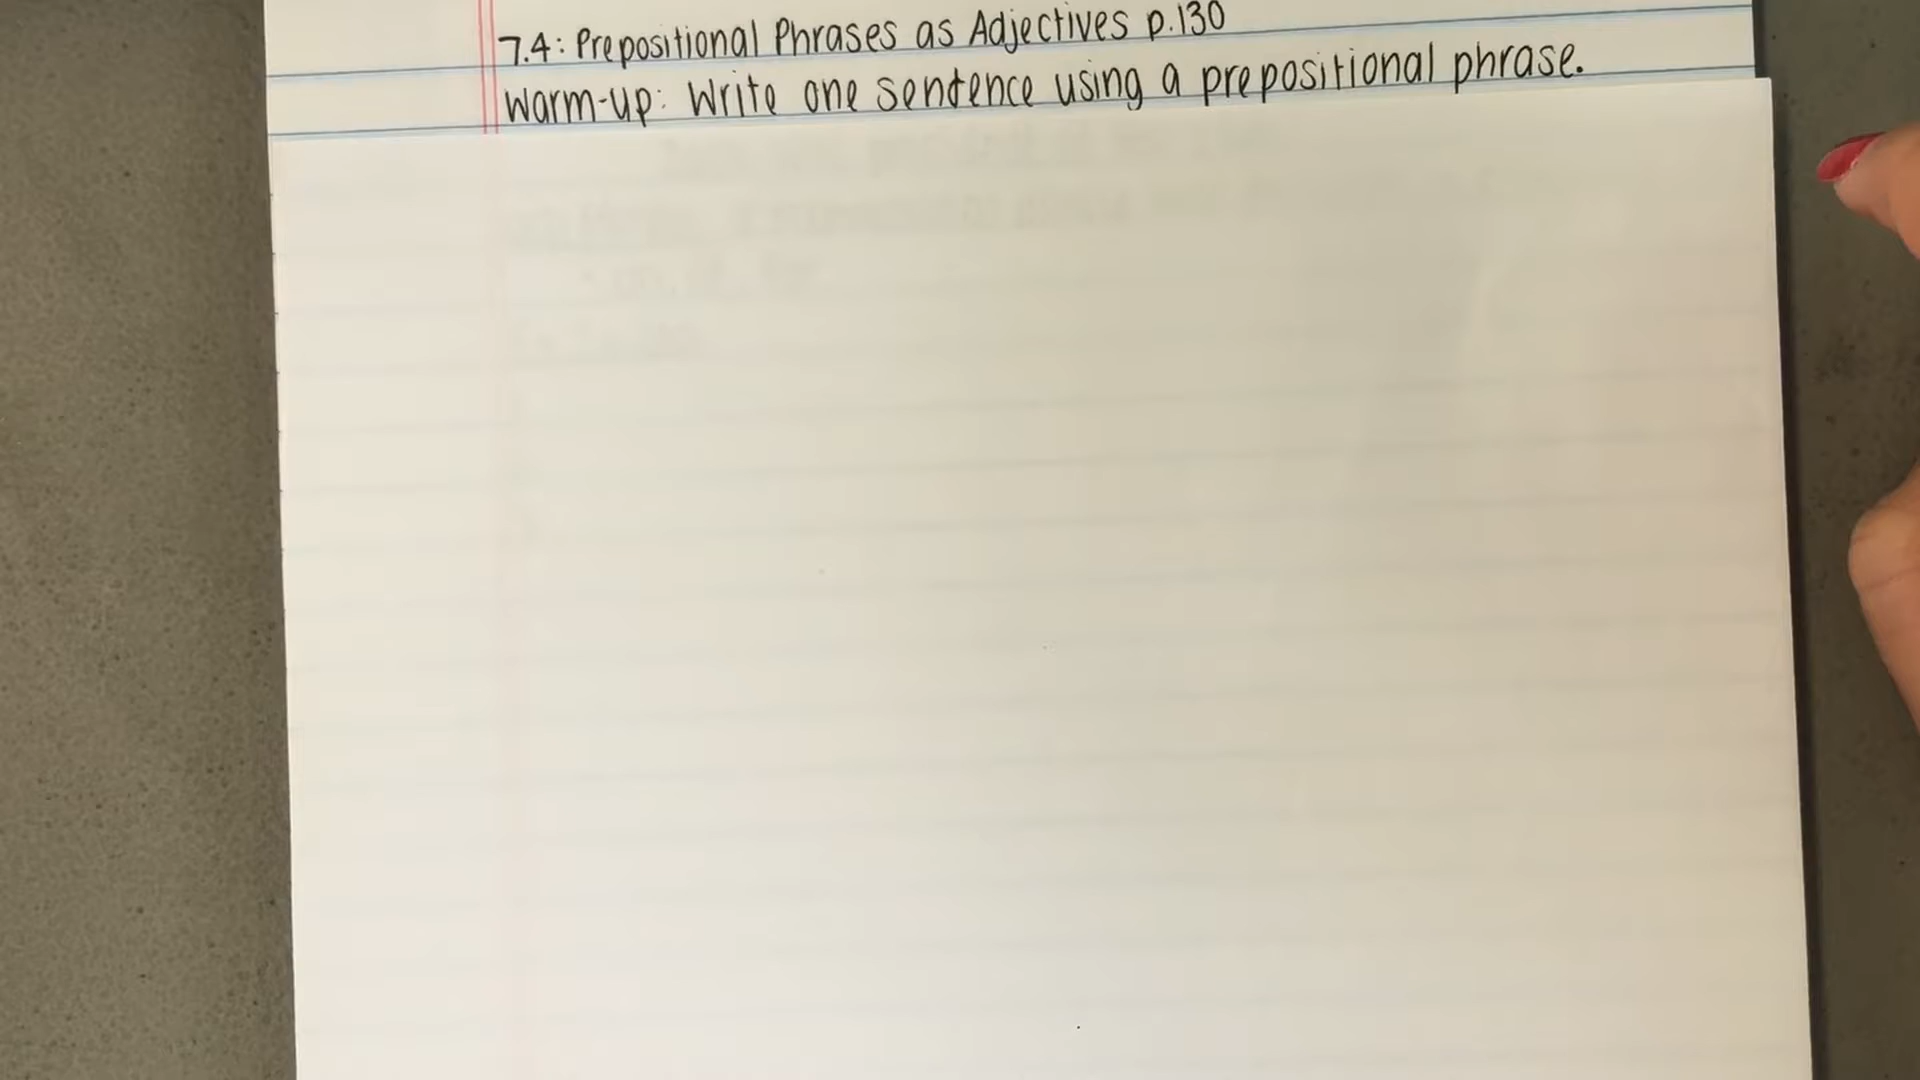 7.4: Prepositional Phrases as Adjectives p.130
Warm-up: Write one sentence using a prepositional phrase.